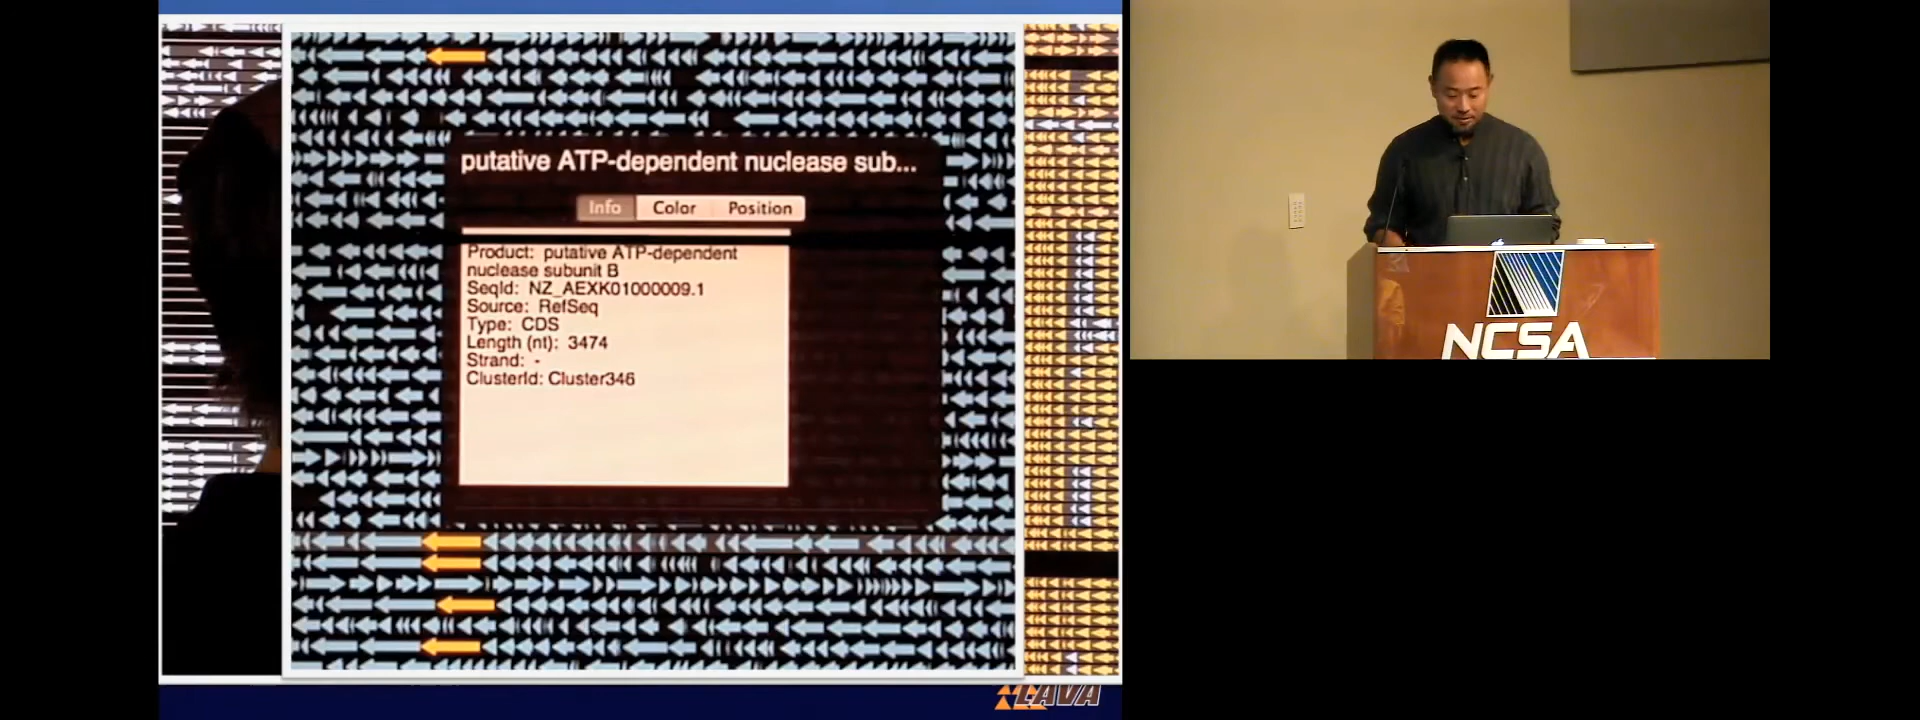 putative ATP-dependent nuclease sub...
Info Color Position
Product: putative ATP-dependent
nuclease subunit B
SeqId: NZ_AEXK01000009.1
Source: RefSeq
Type: CDS
Length (nt): 3474
Strand: -
ClusterId: Cluster346
LAVA
NCSA